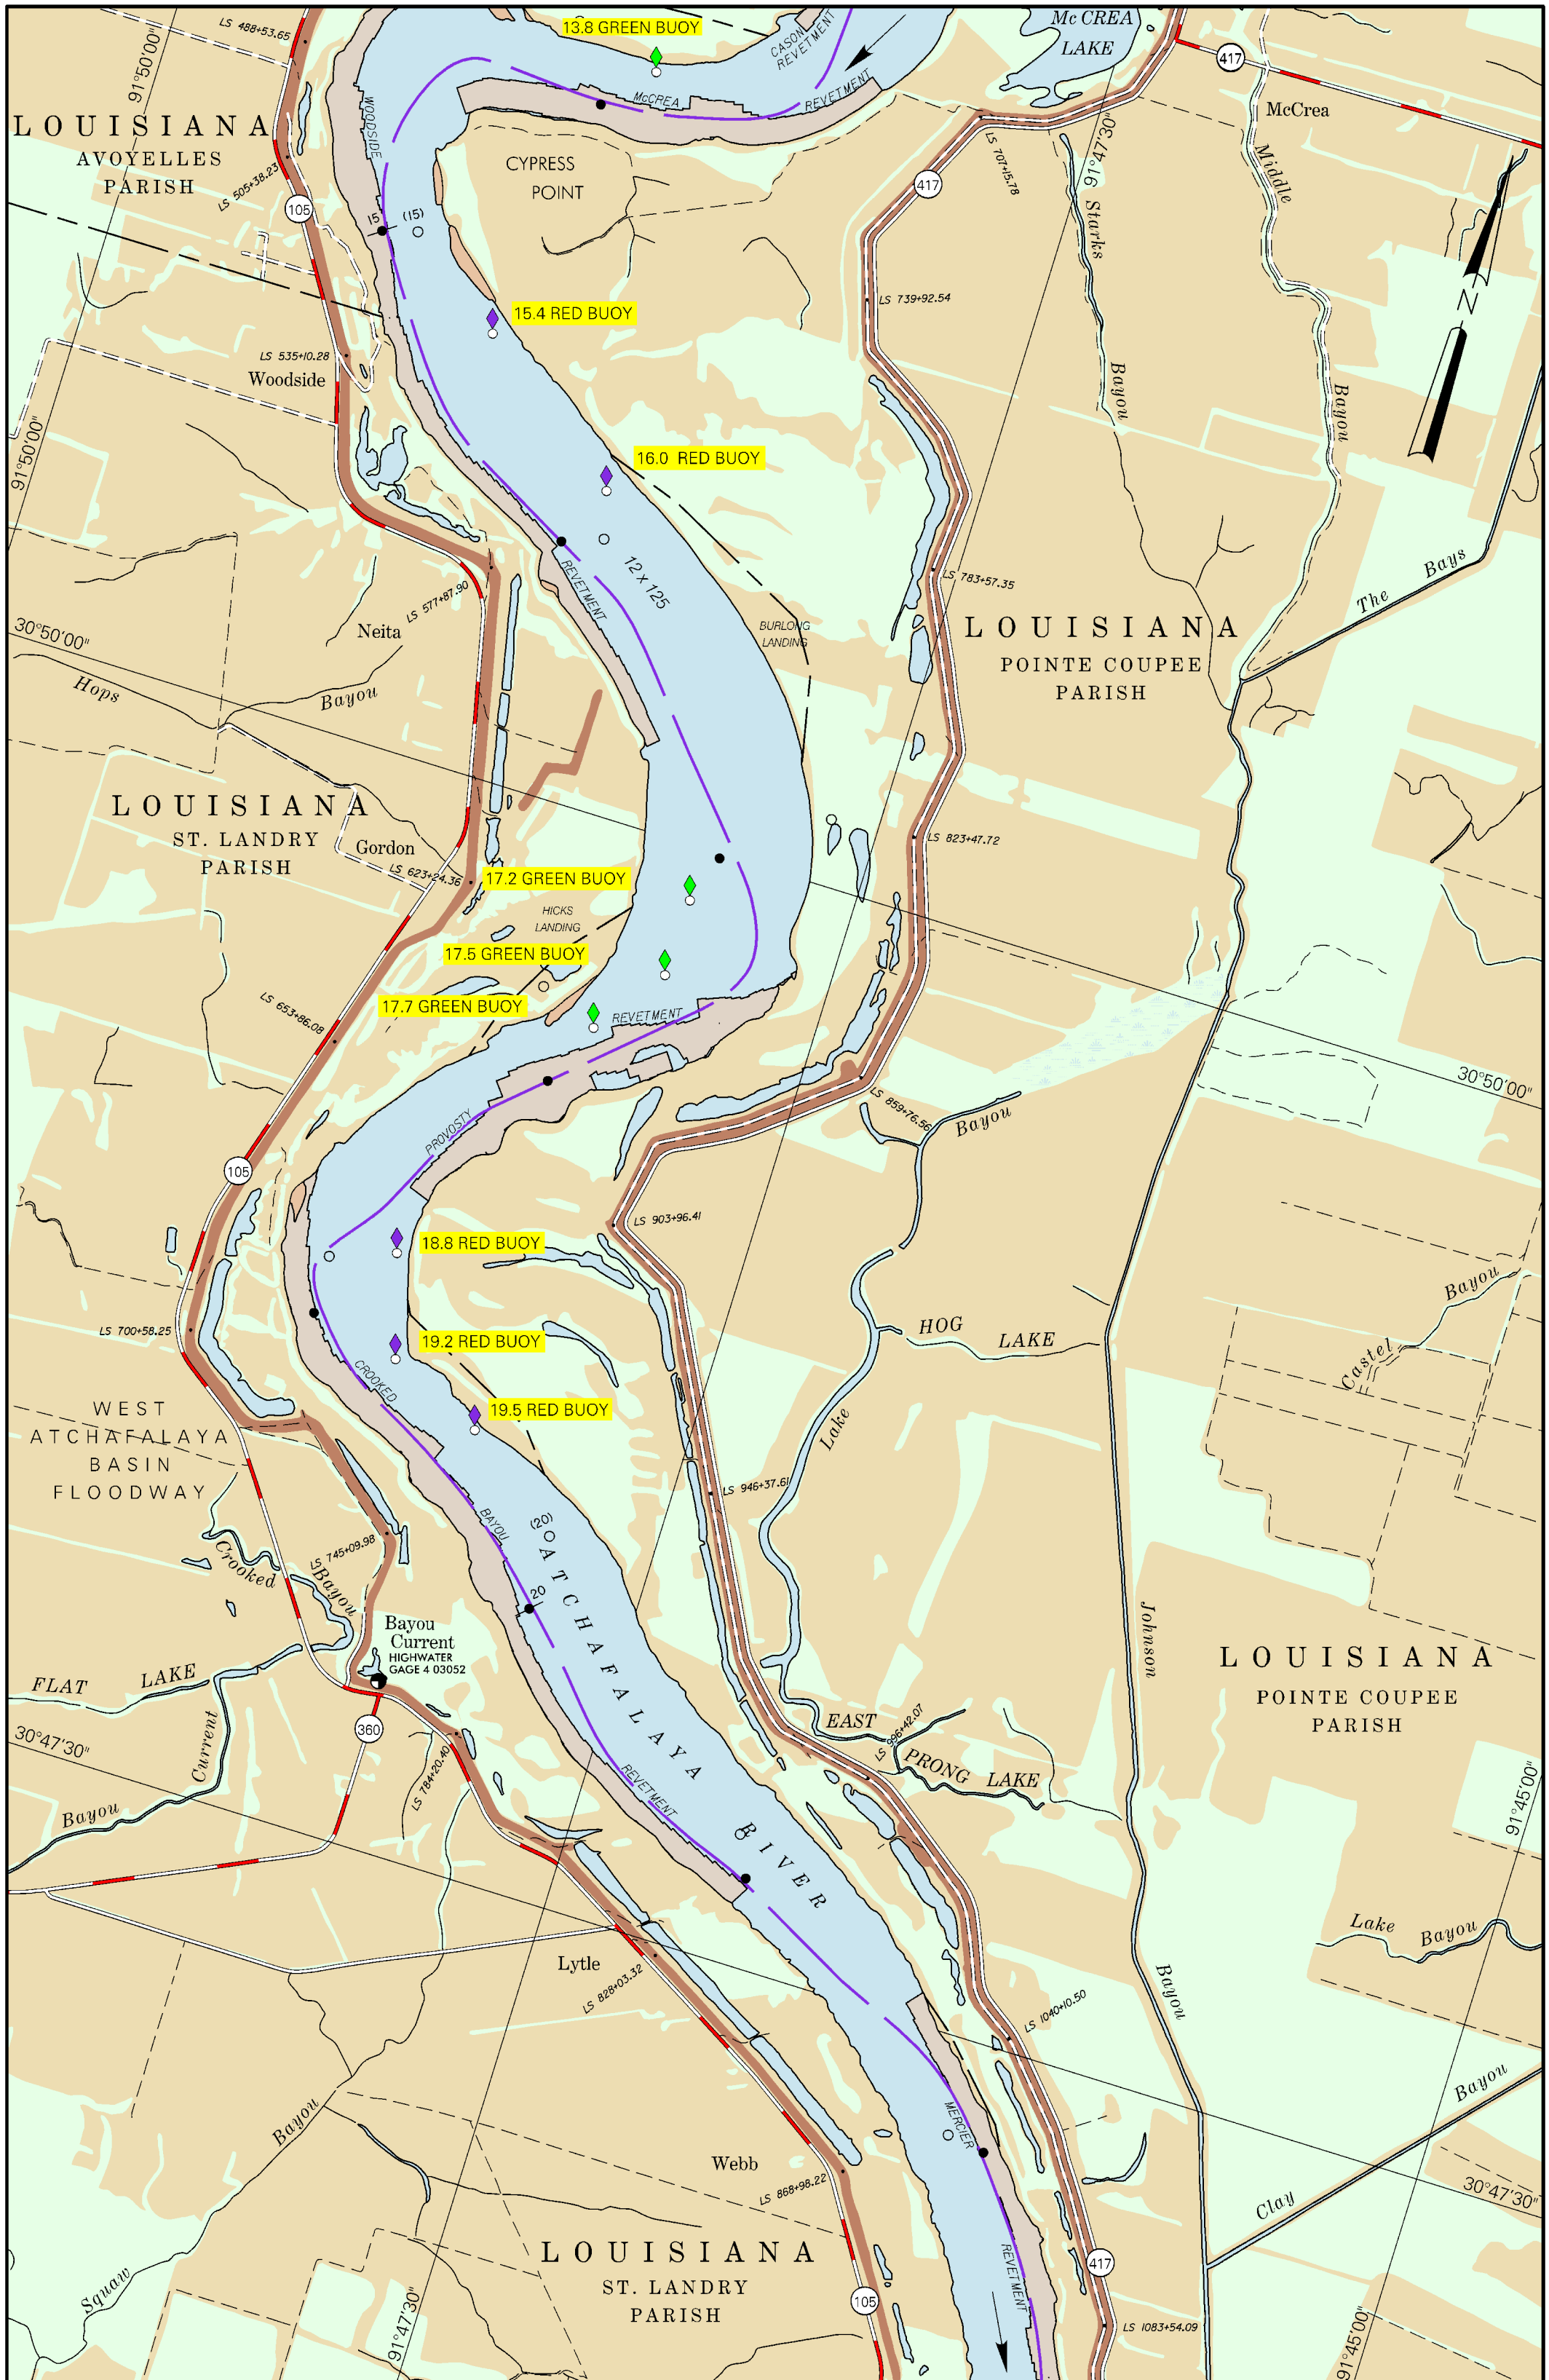 LS 488+53.65
91°50'00"
13.8 GREEN BUOY
CASON
REVETMENT
McCREA
LAKE
417
McCrea
LOUISIANA
AVOYELLES
PARISH
WOODSIDE
McCREA
REVETMENT
LS 505+38.23
105
CYPRESS
POINT
417
LS 707+15.78
91°47'30"
Starks
Bayou
Middle
Bayou
15
(15)
N
LS 739+92.54
15.4 RED BUOY
LS 535+10.28
Woodside
91°50'00"
16.0 RED BUOY
12 x 125
REVETMENT
LS 577+87.90
Neita
LS 783+57.35
The Bays
30°50'00"
BURLONG
LANDING
LOUISIANA
POINTE COUPEE
PARISH
Hops
Bayou
LOUISIANA
ST. LANDRY
PARISH
Gordon
LS 623+24.36
LS 823+47.72
17.2 GREEN BUOY
HICKS
LANDING
17.5 GREEN BUOY
17.7 GREEN BUOY
LS 653+86.08
REVETMENT
PROVOSTY
30°50'00"
LS 859+76.56
Bayou
105
LS 903+96.41
18.8 RED BUOY
Bayou
Castel
LS 700+58.25
19.2 RED BUOY
HOG LAKE
CROOKED
19.5 RED BUOY
Lake
WEST
ATCHAFALAYA
BASIN
FLOODWAY
LS 946+37.61
BAYOU
(20)
20
LS 745+09.98
Crooked
Bayou
ATCHAFALAYA RIVER
Bayou
Current
HIGHWATER
GAGE 4 03052
Johnson
Bayou
LOUISIANA
POINTE COUPEE
PARISH
FLAT LAKE
360
30°47'30"
Current
Bayou
LS 784+20.40
EAST
PRONG LAKE
LS 996+42.07
REVETMENT
91°45'00"
Lake Bayou
Lytle
LS 828+03.32
LS 1040+10.50
Bayou
Clay
MERCIER
REVETMENT
Webb
LS 868+98.22
30°47'30"
Bayou
Squaw
LOUISIANA
ST. LANDRY
PARISH
105
417
LS 1083+54.09
91°47'30"
91°45'00"